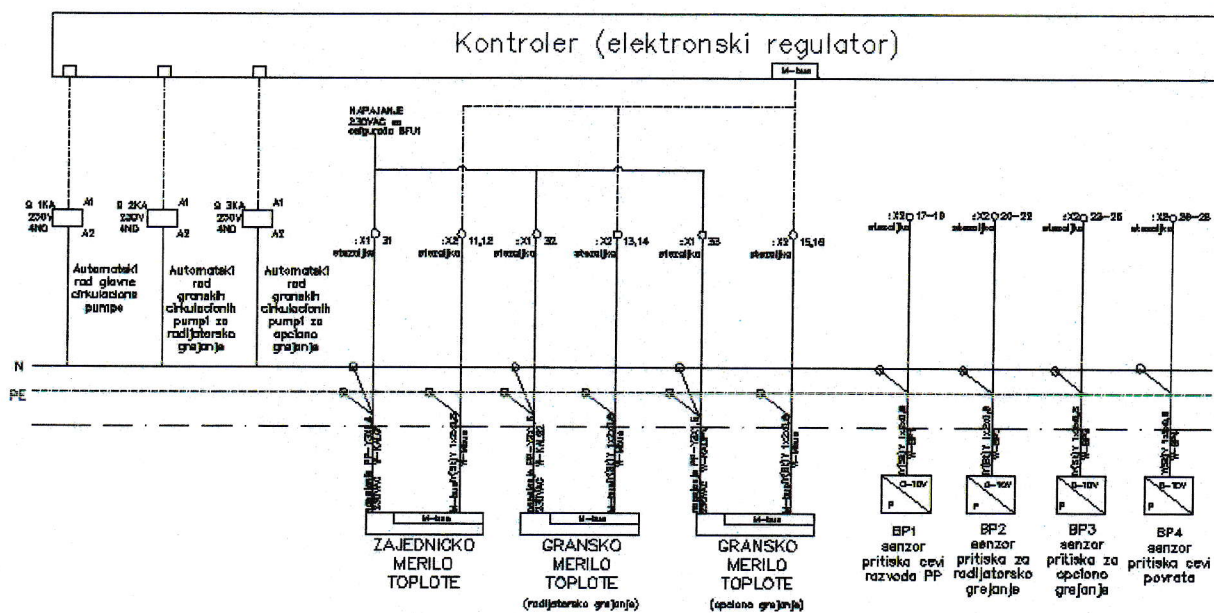 Kontroler (elektronski regulator)
M-bus
NAPAJANJE
230VAC sa
osigurača
Ω 1KA
230V
4NO
A1
A2
Ω 2KA
230V
4NO
A1
A2
Ω 3KA
230V
4NO
A1
A2
:X1 31
stezaljka
:X2 11,12
stezaljka
:X1 32
stezaljka
:X2 13,14
stezaljka
:X1 33
stezaljka
:X2 15,16
stezaljka
:X2 17-19
stezaljka
:X2 20-22
stezaljka
:X2 23-25
stezaljka
:X2 26-28
stezaljka
Automatski
rad glavne
cirkulacione
pumpe
Automatski
rad
granskih
cirkulacionih
pumpi za
radijatorsko
grejanje
Automatski
rad
granskih
cirkulacionih
pumpi za
grejanje
N
PE
230VAC
230VAC
230VAC
0-10V
P
0-10V
P
0-10V
P
0-10V
P
M-bus
M-bus
M-bus
ZAJEDNICKO
MERILO
TOPLOTE
GRANSKO
MERILO
TOPLOTE
(radijatorsko grejanje)
GRANSKO
MERILO
TOPLOTE
grejanje)
BP1
senzor
pritiska cevi
razvoda PP
BP2
senzor
pritiska za
radijatorsko
grejanje
BP3
senzor
pritiska za
grejanje
BP4
senzor
pritiska cevi
povrata